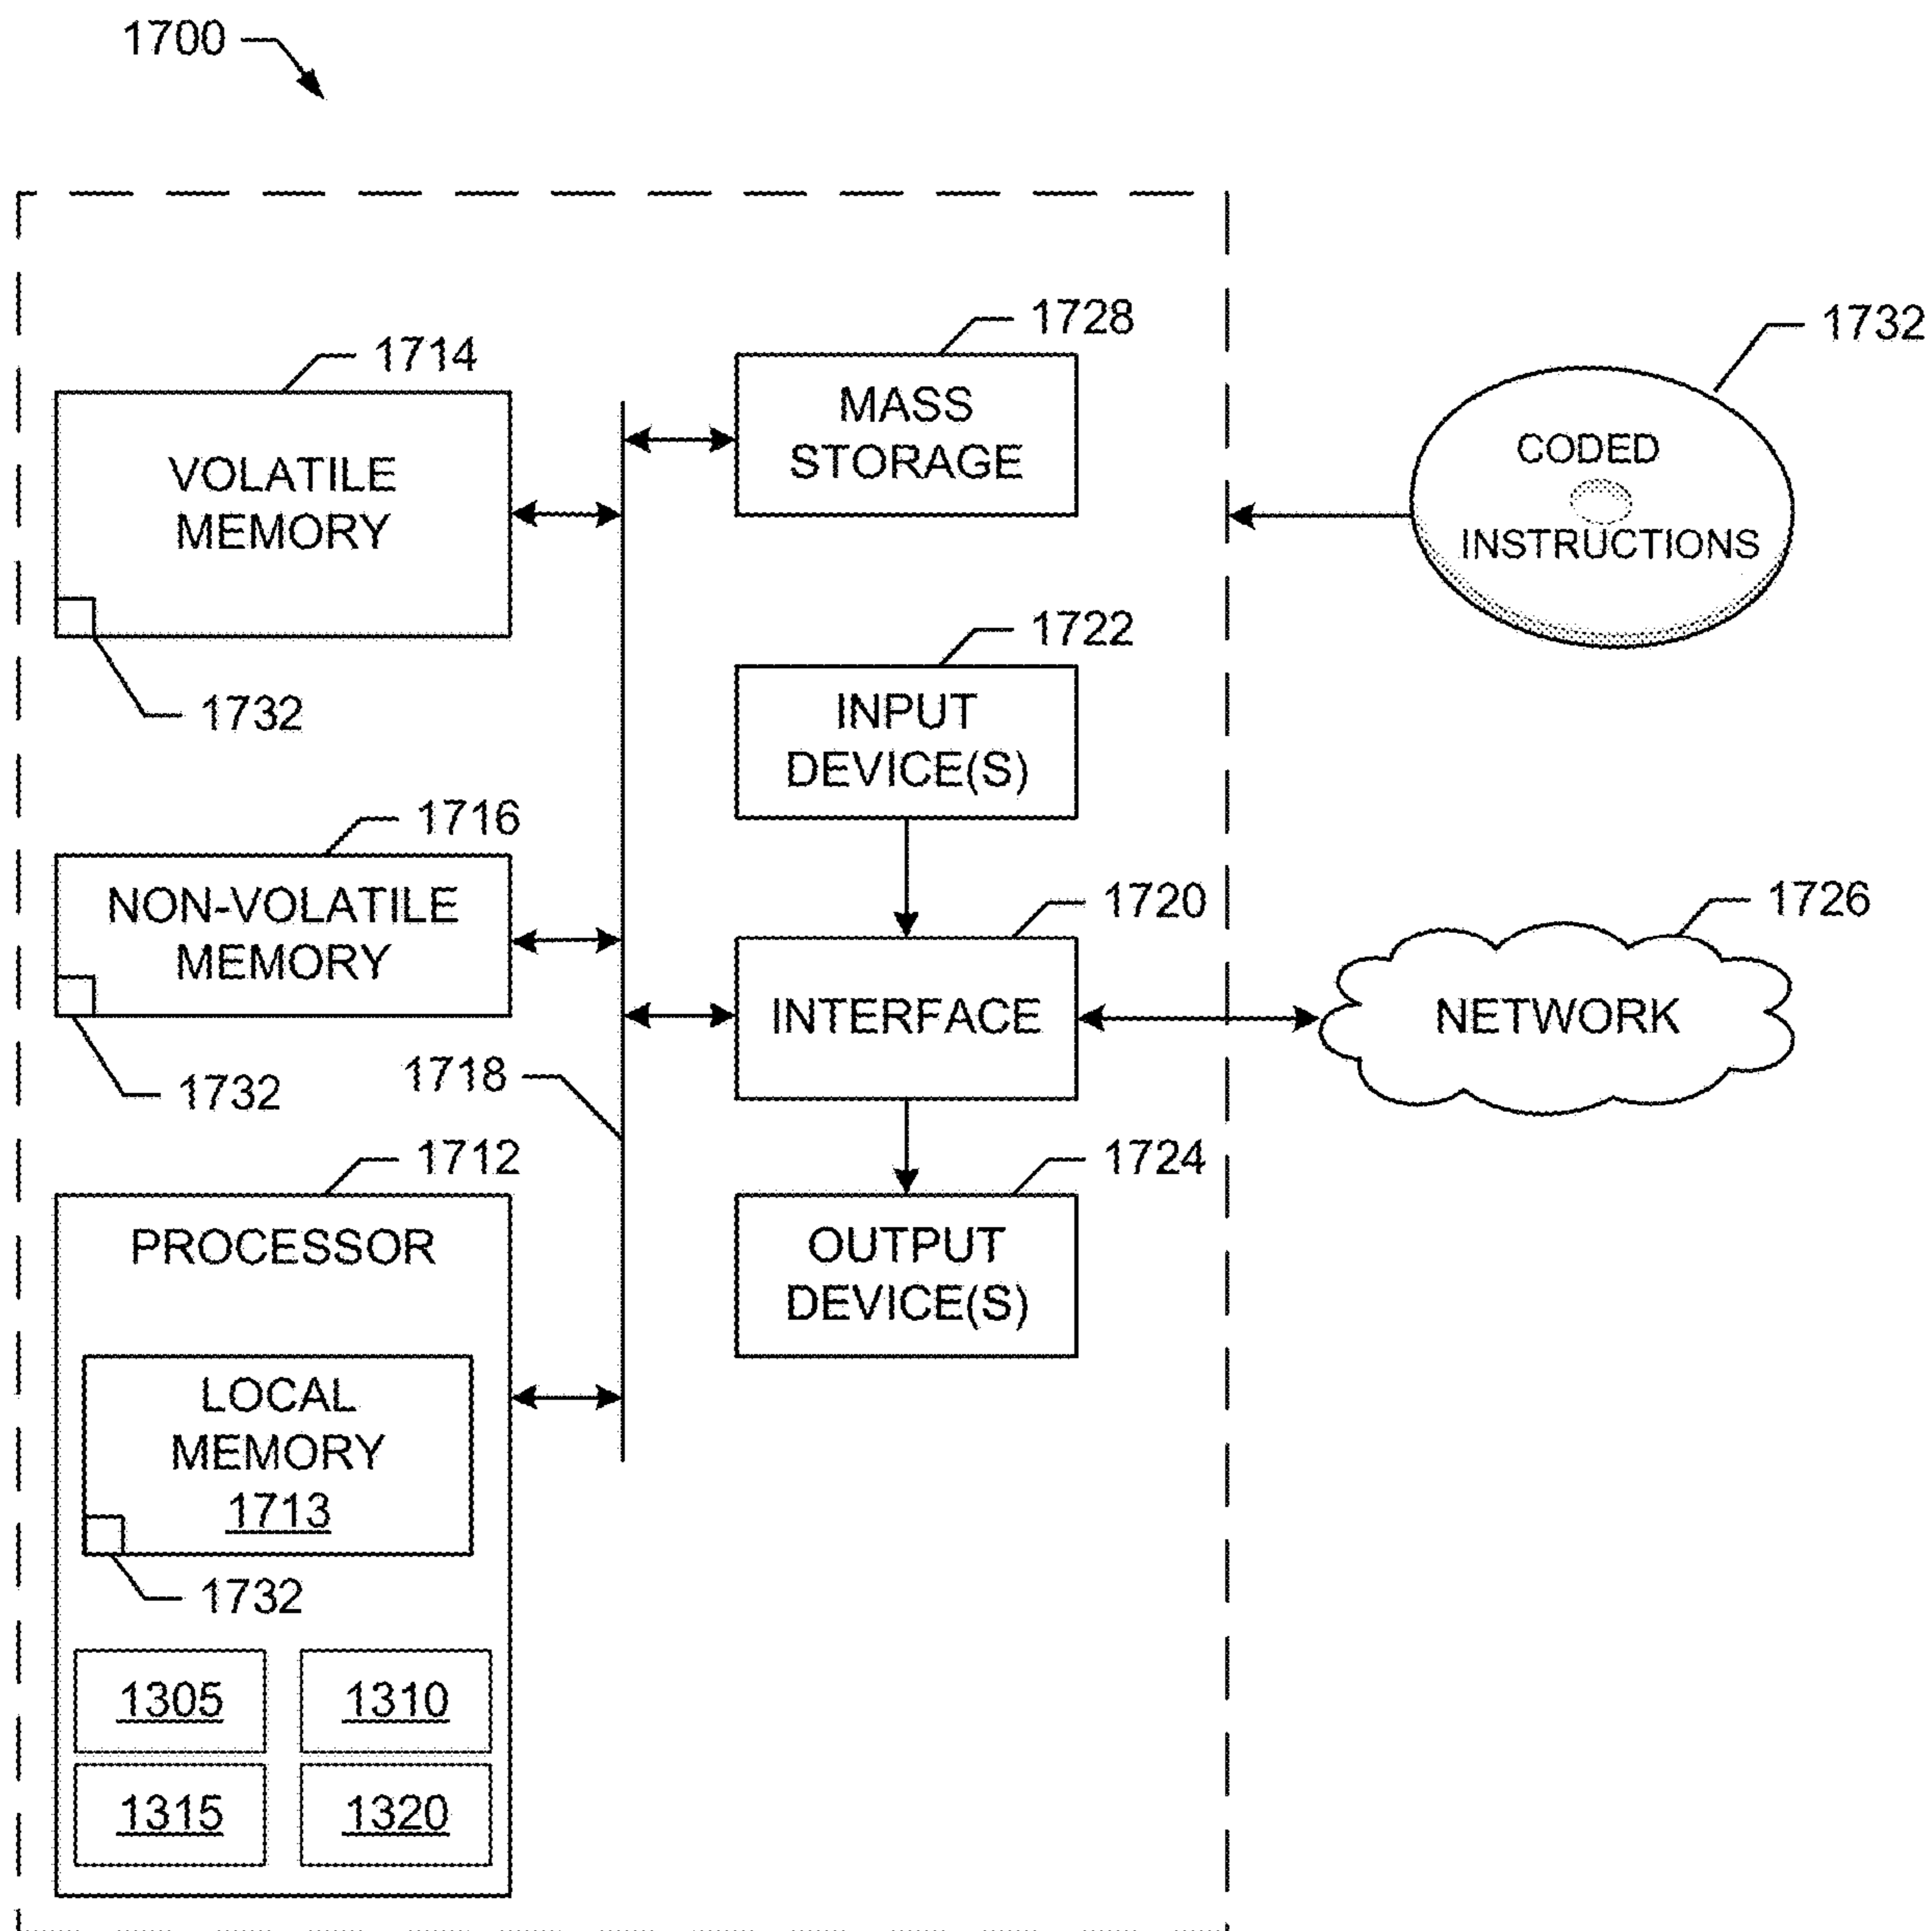 1700
1728
MASS
STORAGE
1732
CODED
INSTRUCTIONS
1714
VOLATILE
MEMORY
1732
1722
INPUT
DEVICE(S)
1716
NON-VOLATILE
MEMORY
1732
1720
INTERFACE
1726
NETWORK
1718
1712
PROCESSOR
LOCAL
MEMORY
1713
1732
1724
OUTPUT
DEVICE(S)
1305
1310
1315
1320